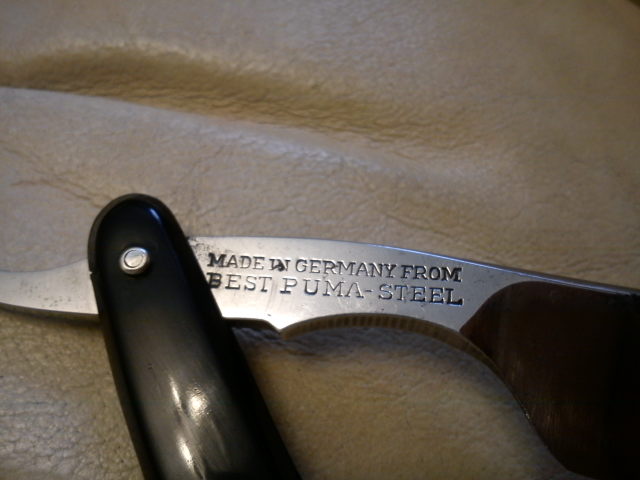 MADE IN GERMANY FROM
BEST PUMA-STEEL